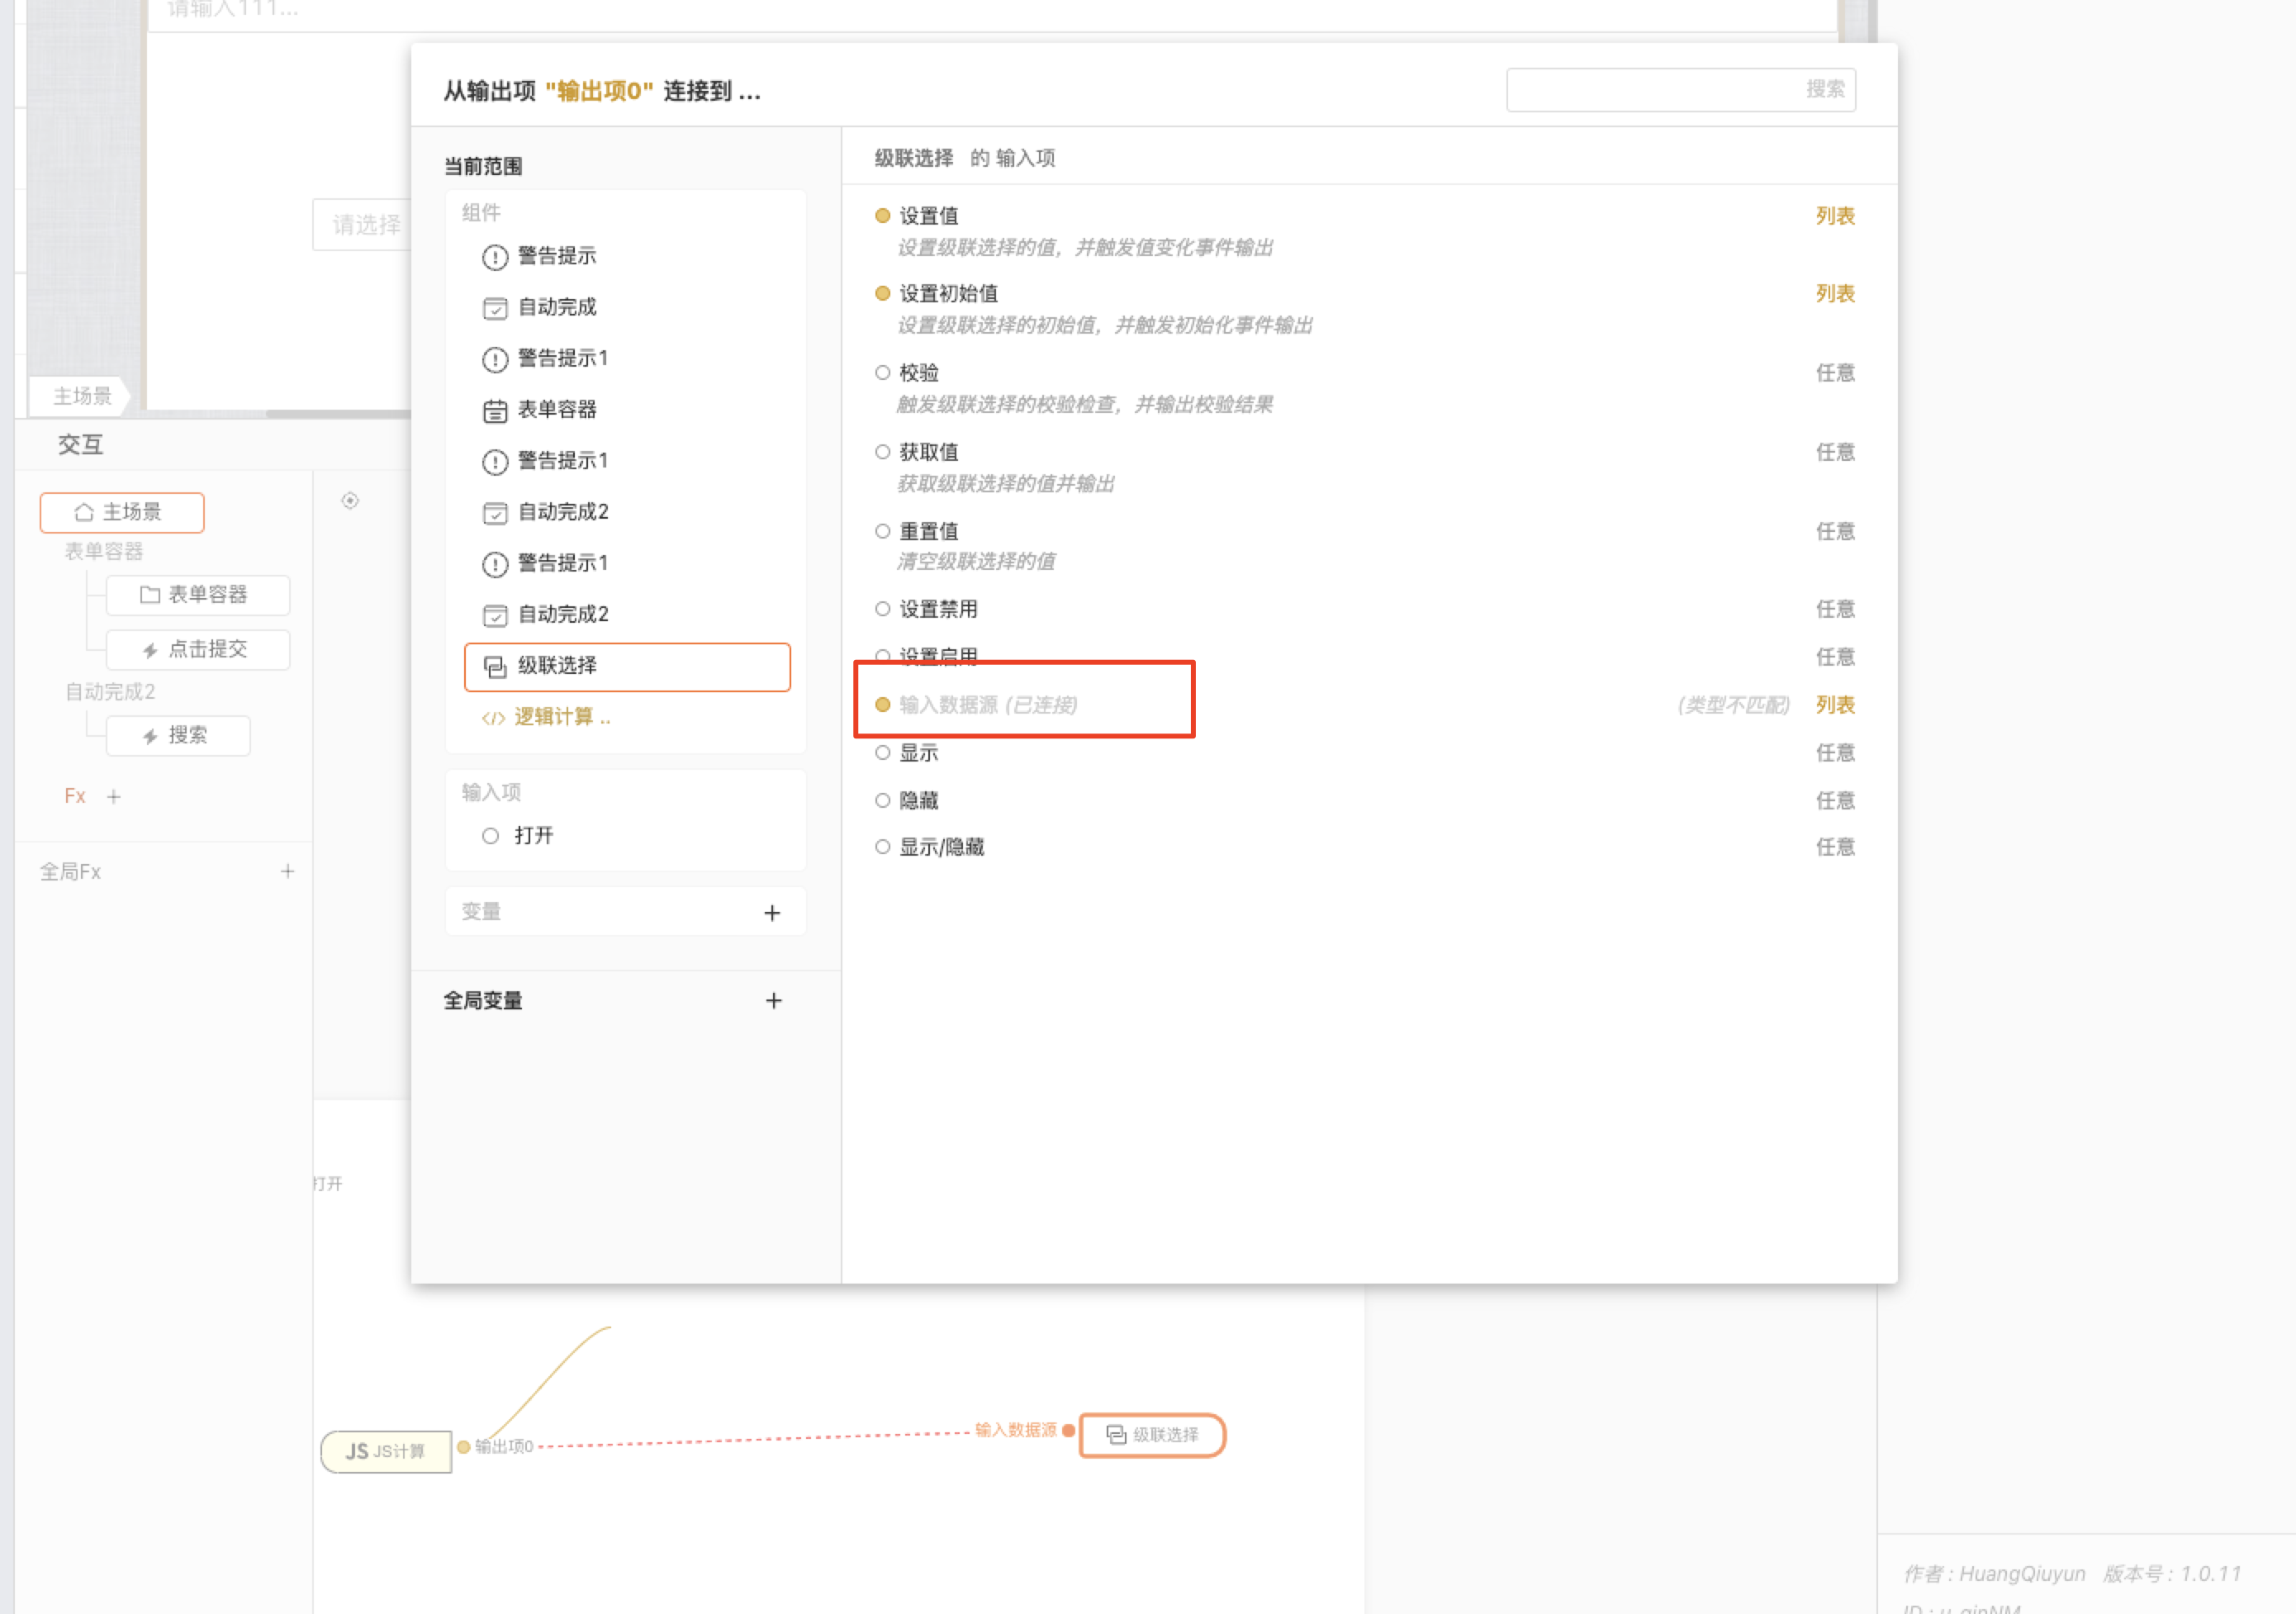 请输入111...
请选择
主场景
从输出项 "输出项0" 连接到 ...
搜索
当前范围
组件
警告提示
自动完成
警告提示1
表单容器
警告提示1
自动完成2
警告提示1
自动完成2
级联选择
</> 逻辑计算 ..
输入项
打开
变量 +
全局变量 +
级联选择 的 输入项
设置值 列表
设置级联选择的值，并触发值变化事件输出
设置初始值 列表
设置级联选择的初始值，并触发初始化事件输出
校验 任意
触发级联选择的校验检查，并输出校验结果
获取值 任意
获取级联选择的值并输出
重置值 任意
清空级联选择的值
设置禁用 任意
设置启用 任意
输入数据源 (已连接) (类型不匹配) 列表
显示 任意
隐藏 任意
显示/隐藏 任意
交互
主场景
表单容器
表单容器
点击提交
自动完成2
搜索
Fx +
全局Fx +
打开
JS JS计算
输出项0
输入数据源
级联选择
作者 : HuangQiuyun 版本号 : 1.0.11